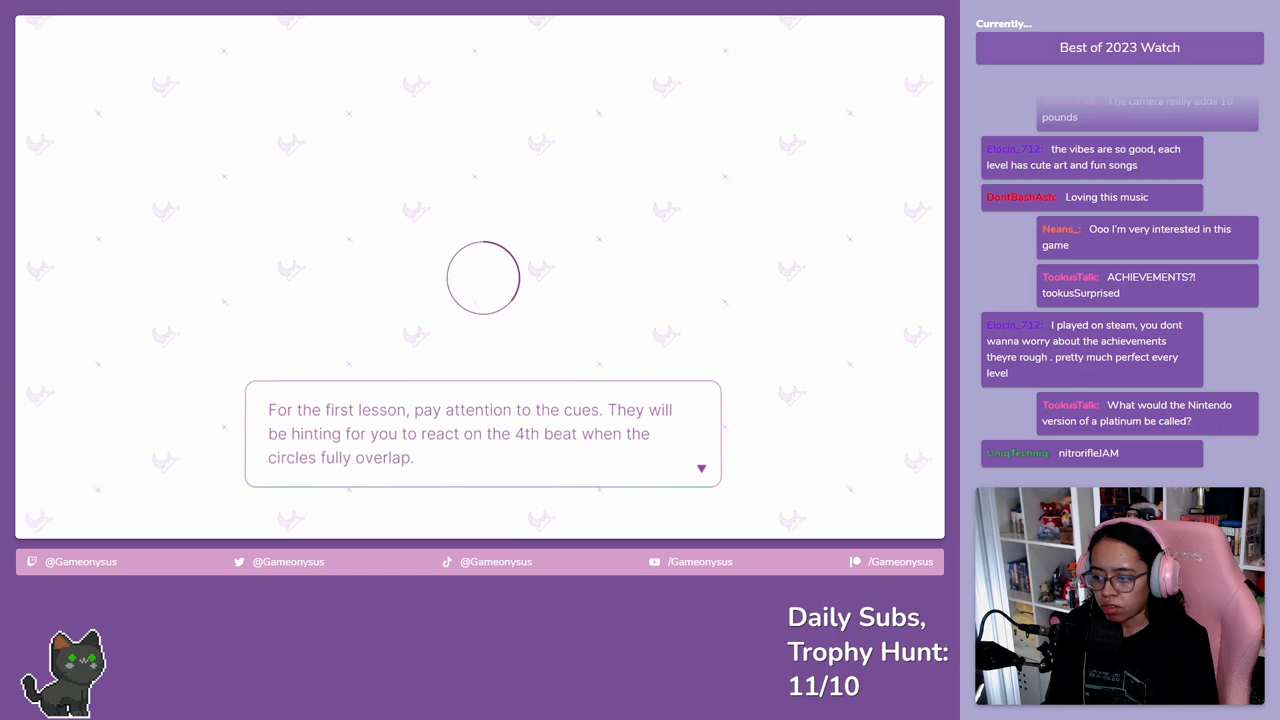 Currently...
Best of 2023 Watch
The camera really adds 10
pounds
Elocin_712: the vibes are so good, each
level has cute art and fun songs
DontBashAsh: Loving this music
Neans_: Ooo I'm very interested in this
game
TookusTalk: ACHIEVEMENTS?!
tookusSurprised
Elocin_712: I played on steam, you dont
wanna worry about the achievements
theyre rough . pretty much perfect every
level
TookusTalk: What would the Nintendo
version of a platinum be called?
UniqTechniq: nitrorifleJAM
For the first lesson, pay attention to the cues. They will
be hinting for you to react on the 4th beat when the
circles fully overlap.
@Gameonysus @Gameonysus @Gameonysus /Gameonysus /Gameonysus
Daily Subs,
Trophy Hunt:
11/10